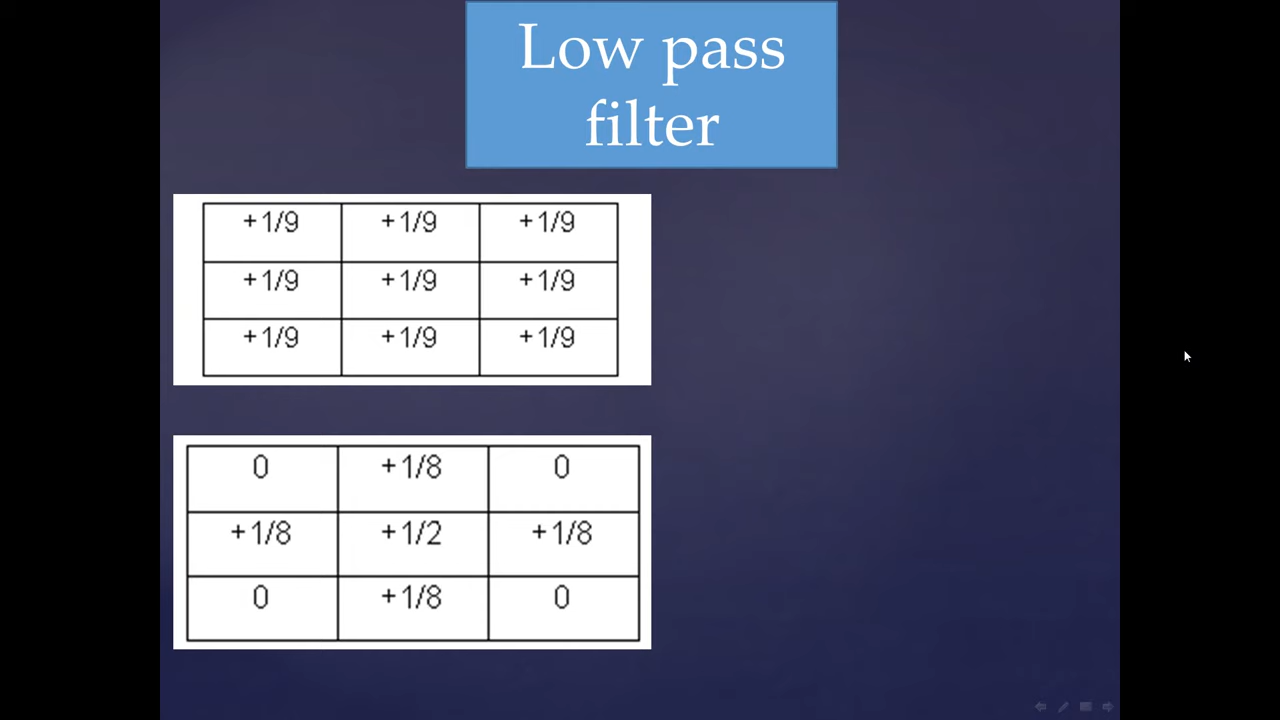 Low pass
filter
+1/9 +1/9 +1/9
+1/9 +1/9 +1/9
+1/9 +1/9 +1/9
0 +1/8 0
+1/8 +1/2 +1/8
0 +1/8 0